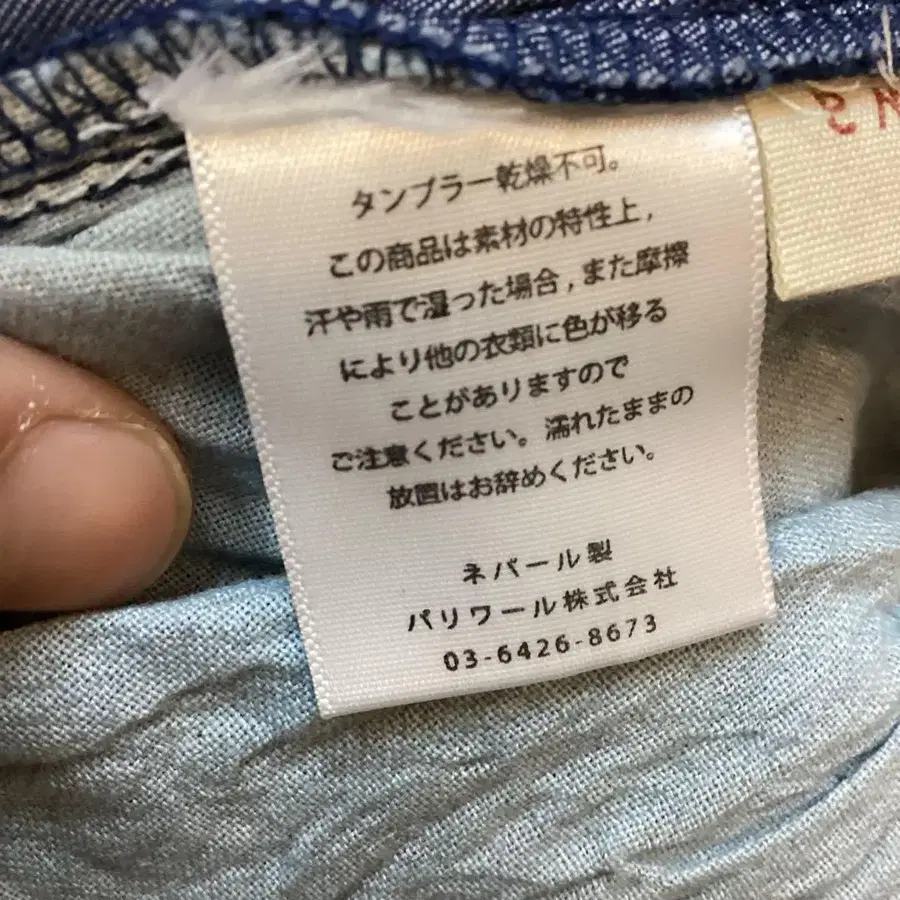 タンブラー乾燥不可。
この商品は素材の特性上,
汗や雨で湿った場合,また摩擦
により他の衣類に色が移る
ことがありますので
ご注意ください。濡れたままの
放置はお辞めください。
ネパール製
パリワール株式会社
03-6426-8673